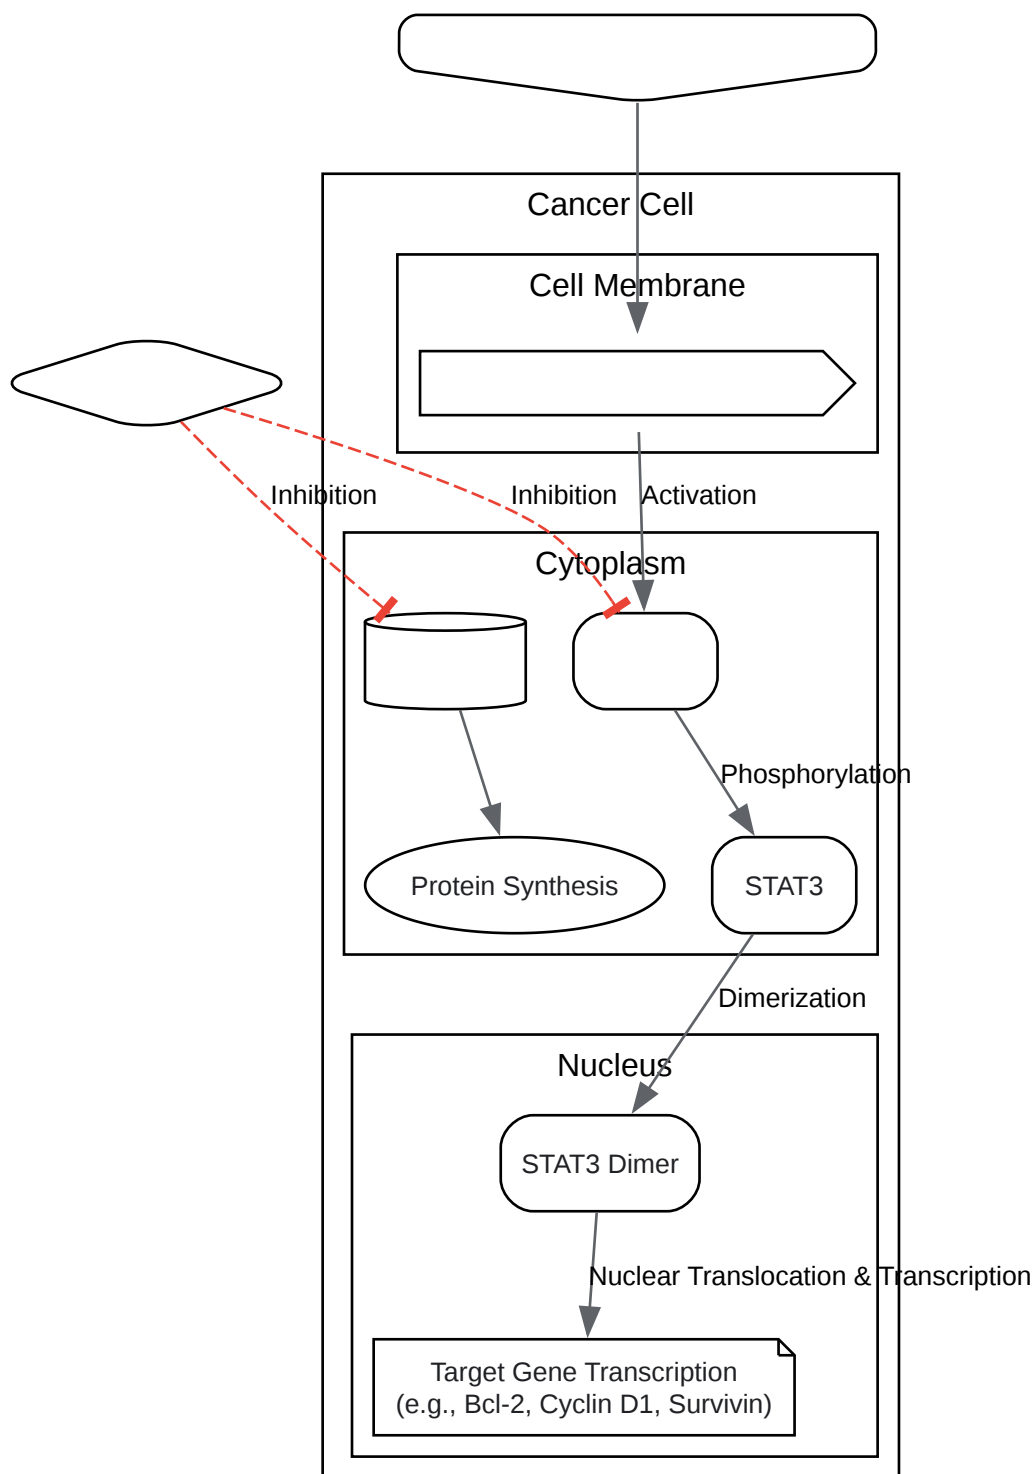 Cancer Cell
Cell Membrane
Inhibition
Inhibition
Activation
Cytoplasm
Phosphorylation
Protein Synthesis
STAT3
Dimerization
Nucleus
STAT3 Dimer
Nuclear Translocation & Transcription
Target Gene Transcription
(e.g., Bcl-2, Cyclin D1, Survivin)